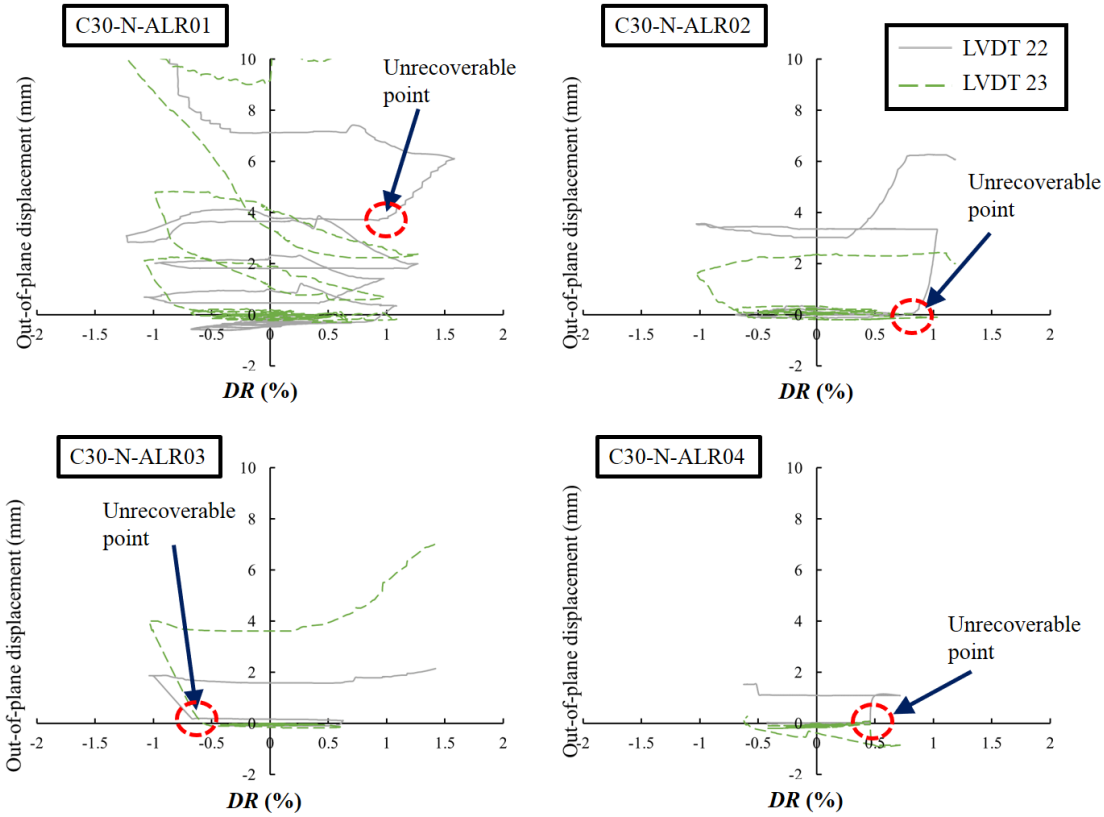 C30-N-ALR01
C30-N-ALR02
LVDT 22
LVDT 23
Out-of-plane displacement (mm)
10
8
6
4
2
0
-2
-2
-1.5
-1
-0.5
0
0.5
1
1.5
2
DR (%)
Unrecoverable
point
Out-of-plane displacement (mm)
10
8
6
4
2
0
-2
-2
-1.5
-1
-0.5
0
0.5
1
1.5
2
DR (%)
Unrecoverable
point
C30-N-ALR03
C30-N-ALR04
Out-of-plane displacement (mm)
10
8
6
4
2
0
-2
-2
-1.5
-1
-0.5
0
0.5
1
1.5
2
DR (%)
Unrecoverable
point
Out-of-plane displacement (mm)
10
8
6
4
2
0
-2
-2
-1.5
-1
-0.5
0
0.5
1
1.5
2
DR (%)
Unrecoverable
point